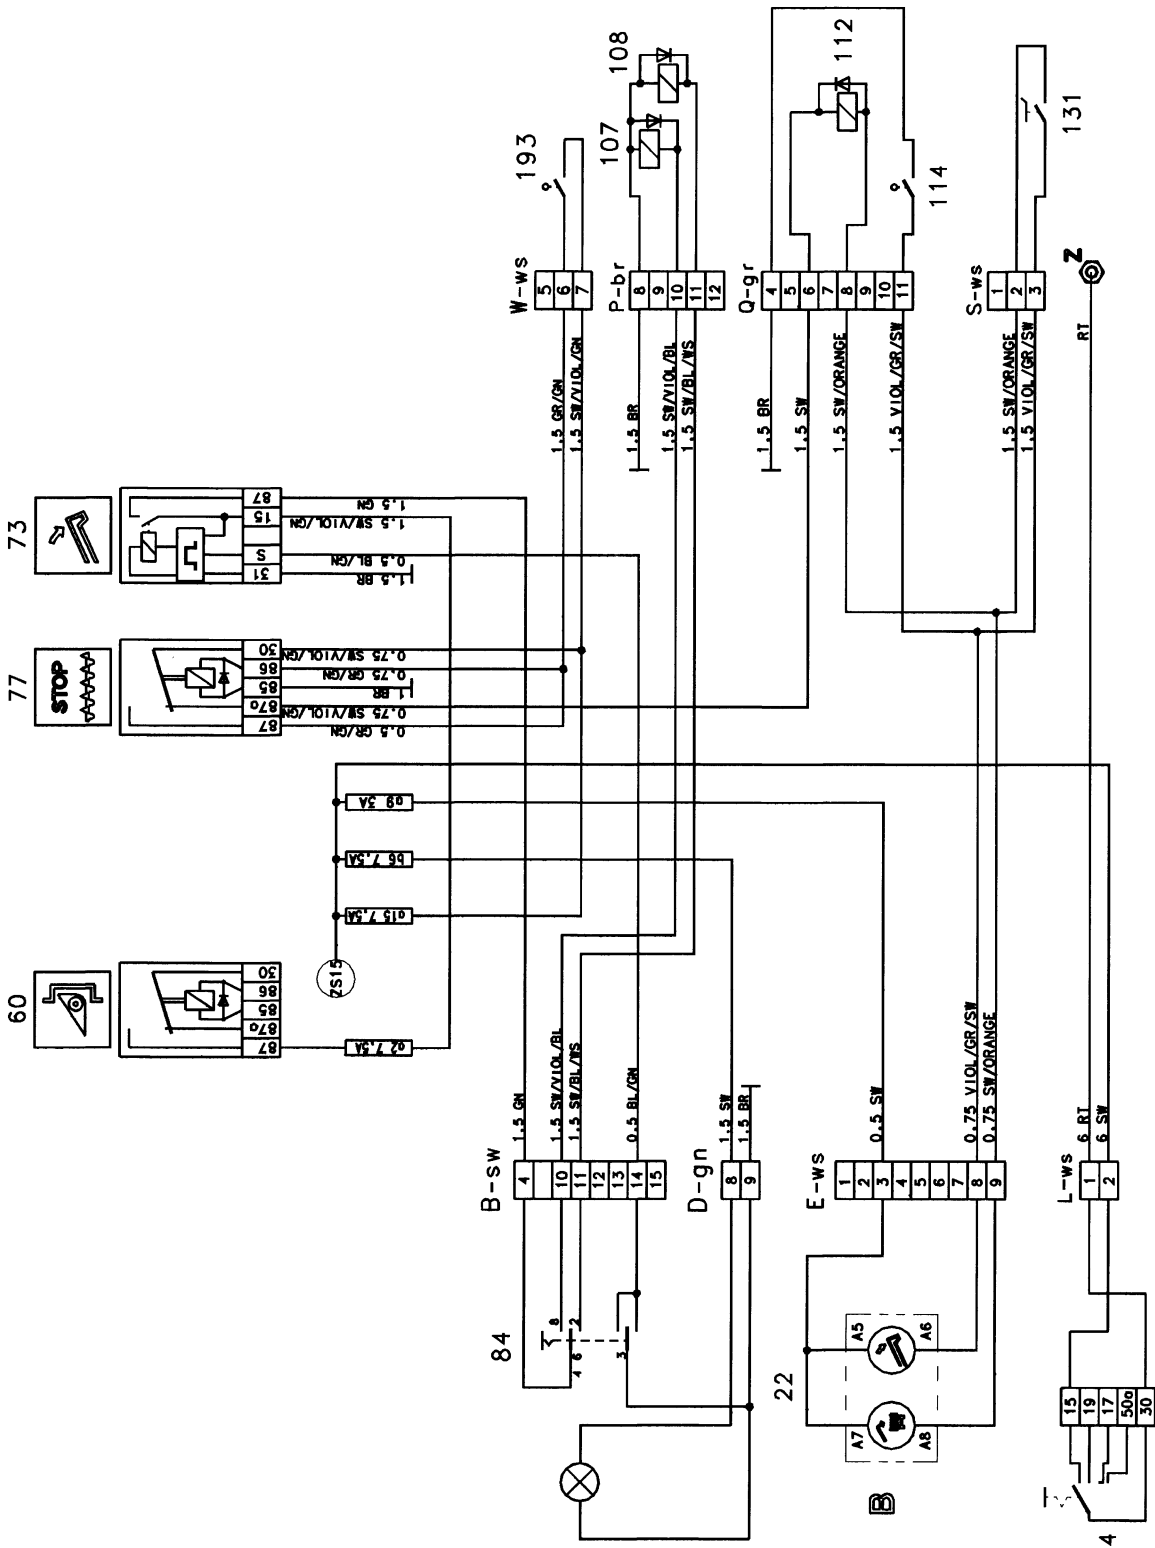 73
77
60
STOP
87
15
S
31
1.5 GN
1.5 SW/VIOL/GN
0.5 BL/GN
1.5 BR
30
86
85
87a
87
0.75 SW/VIOL/GN
0.75 GR/GN
1 BR
0.75 SW/VIOL/GN
0.5 GR/GN
30
86
85
87a
87
a9 3A
b6 7.5A
a15 7.5A
a2 7.5A
ZS15
193
W-ws
5
6
7
1.5 GR/GN
1.5 SW/VIOL/GN
107
108
P-br
8
9
10
11
12
1.5 BR
1.5 SW/VIOL/BL
1.5 SW/BL/WS
112
114
Q-gr
4
5
6
7
8
9
10
11
1.5 BR
1.5 SW
1.5 SW/ORANGE
1.5 VIOL/GR/SW
131
S-ws
1
2
3
1.5 SW/ORANGE
1.5 VIOL/GR/SW
Z
RT
B-sw
4
10
11
12
13
14
15
1.5 GN
1.5 SW/VIOL/BL
1.5 SW/BL/WS
0.5 BL/GN
84
8
2
4
6
3
D-gn
8
9
1.5 SW
1.5 BR
E-ws
1
2
3
4
5
6
7
8
9
0.5 SW
0.75 VIOL/GR/SW
0.75 SW/ORANGE
22
A5
A6
A7
A8
B
L-ws
1
2
6 RT
6 SW
15
19
17
50a
30
4